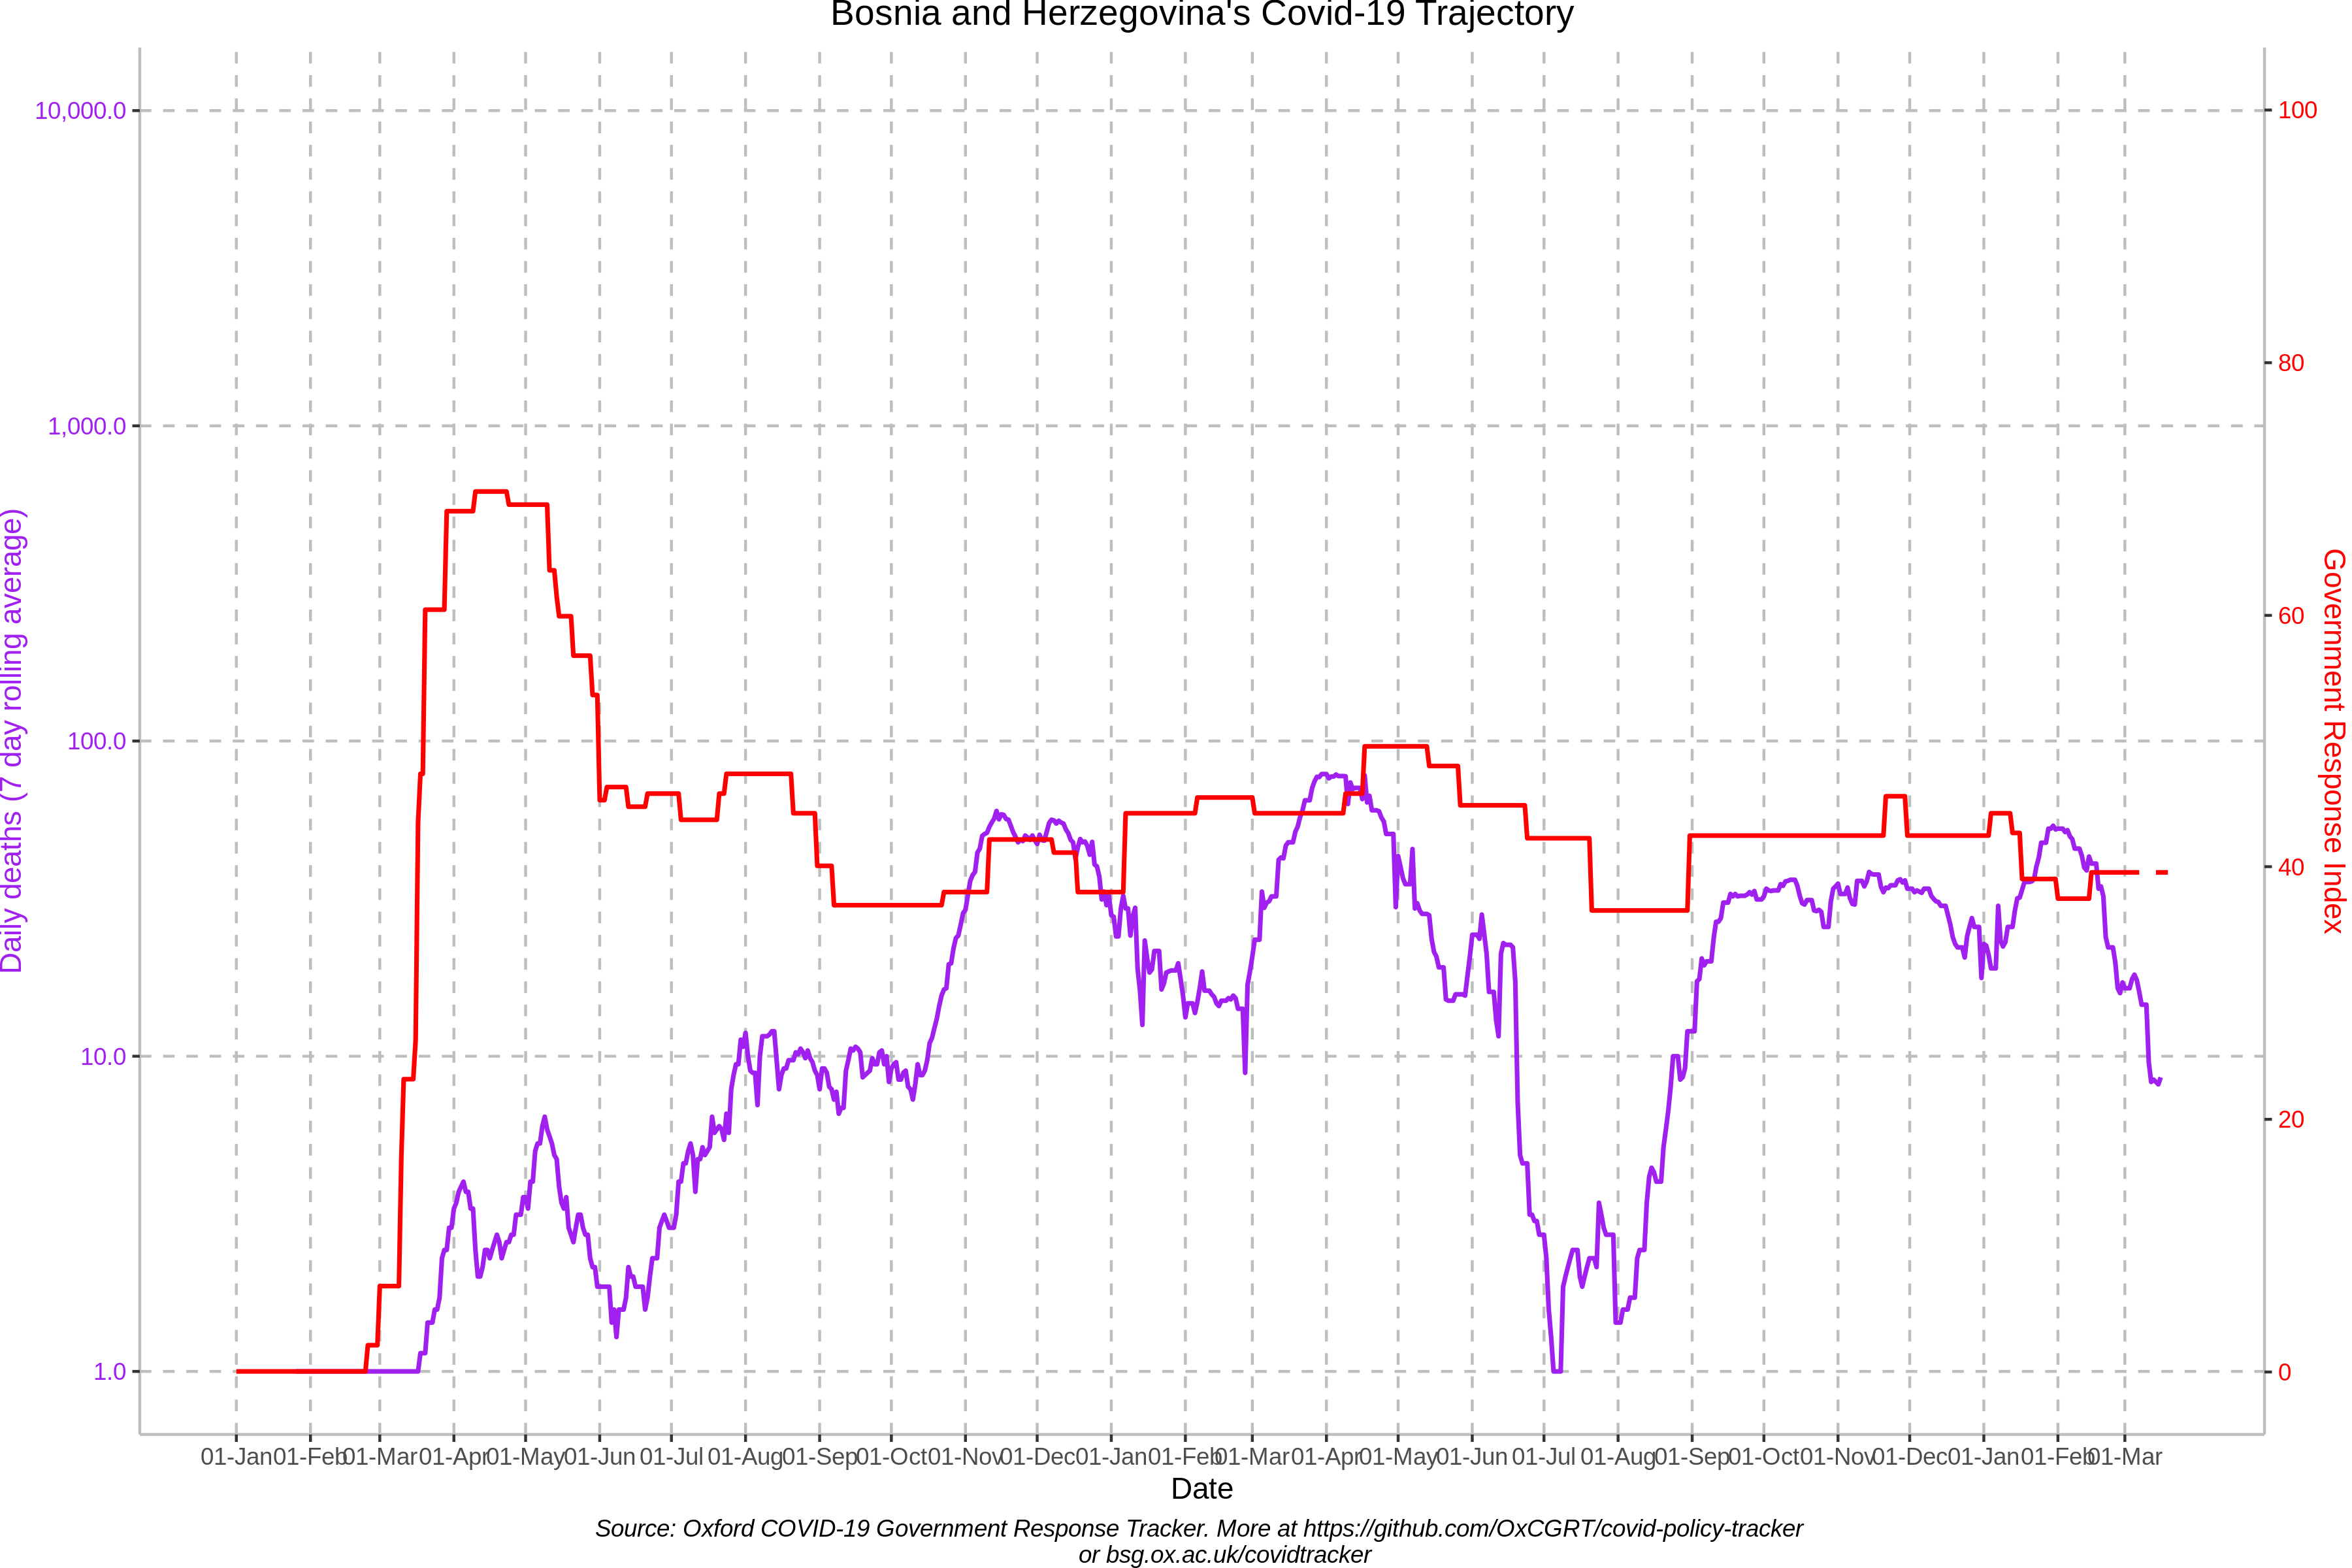 Bosnia and Herzegovina's Covid-19 Trajectory
Daily deaths (7 day rolling average)
10,000.0
1,000.0
100.0
10.0
1.0
100
80
60
40
20
0
Government Response Index
01-Jan 01-Feb 01-Mar 01-Apr 01-May 01-Jun 01-Jul 01-Aug 01-Sep 01-Oct 01-Nov 01-Dec 01-Jan 01-Feb 01-Mar 01-Apr 01-May 01-Jun 01-Jul 01-Aug 01-Sep 01-Oct 01-Nov 01-Dec 01-Jan 01-Feb 01-Mar
Date
Source: Oxford COVID-19 Government Response Tracker. More at https://github.com/OxCGRT/covid-policy-tracker
or bsg.ox.ac.uk/covidtracker